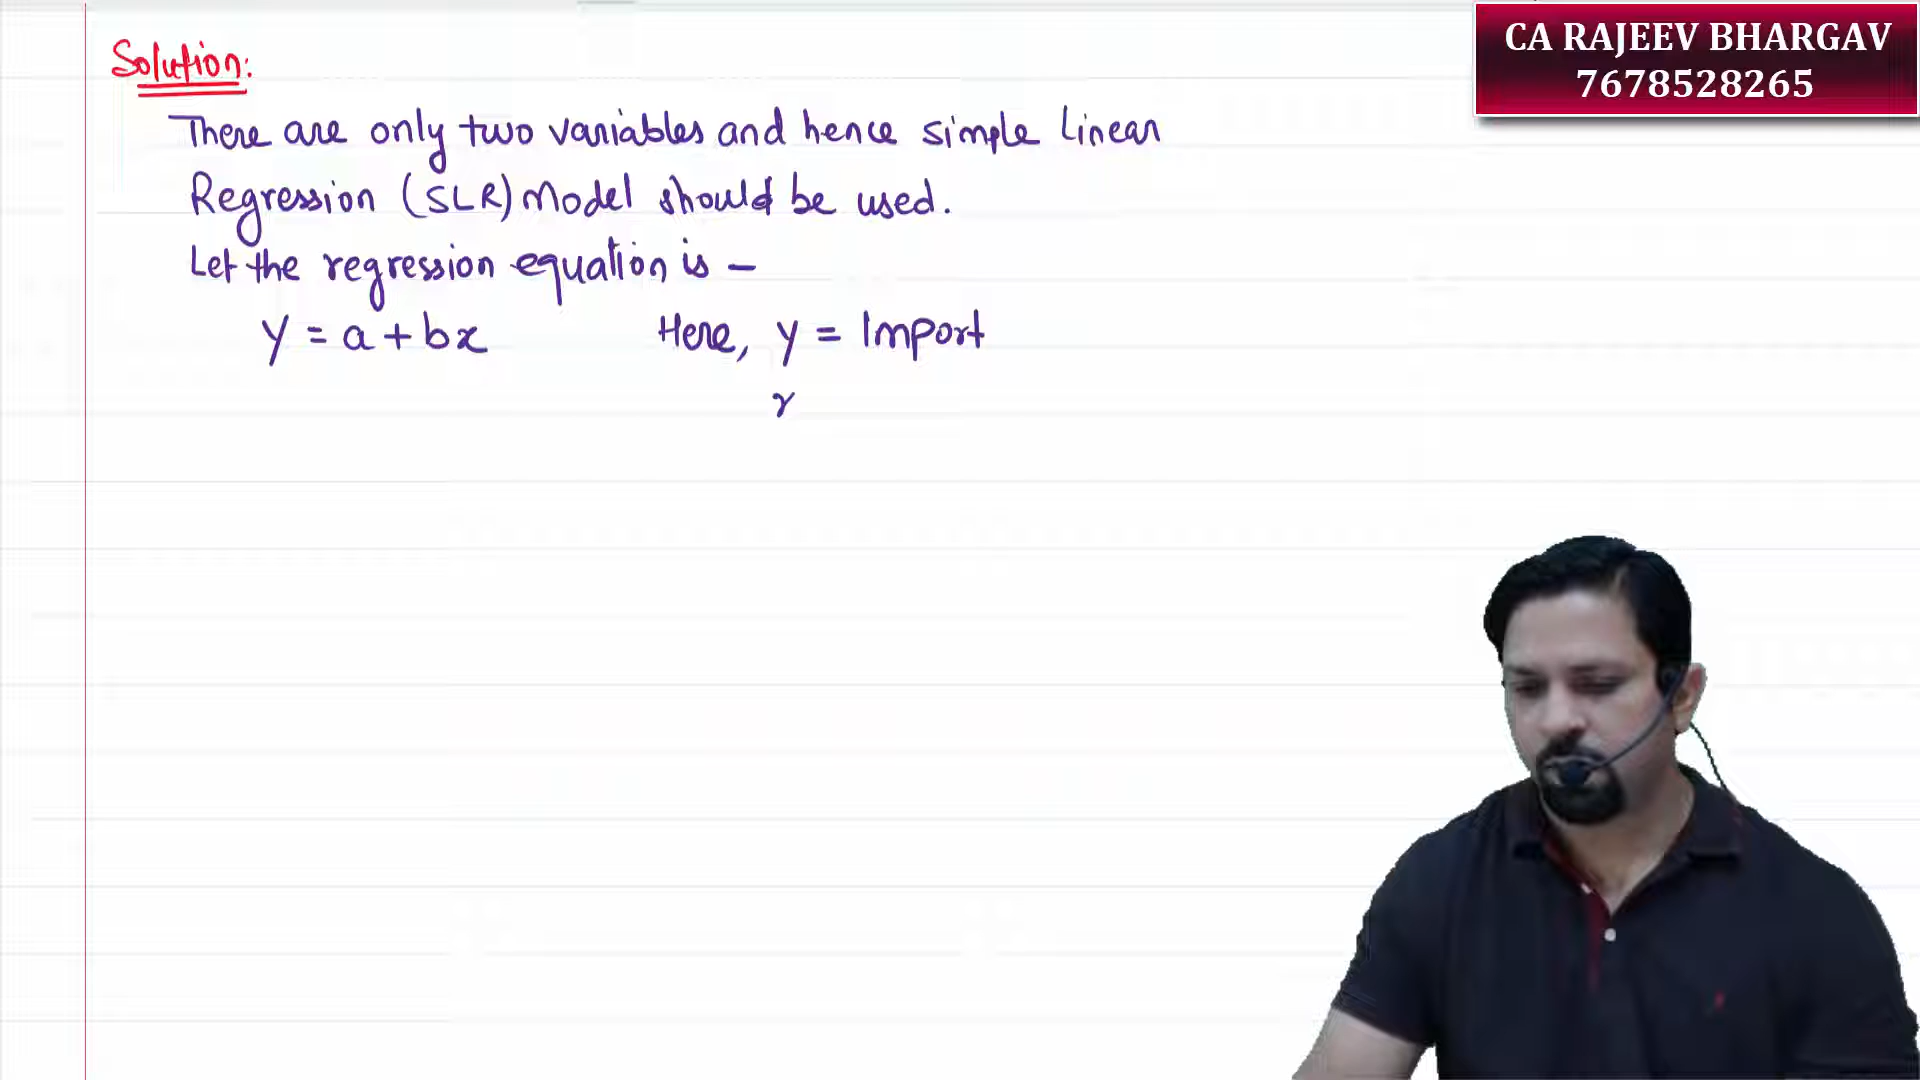 CA RAJEEV BHARGAV
7678528265
Solution:
There are only two variables and hence simple Linear
Regression (SLR) Model should be used.
Let the regression equation is –
y = a + bx Here, y = Import
x